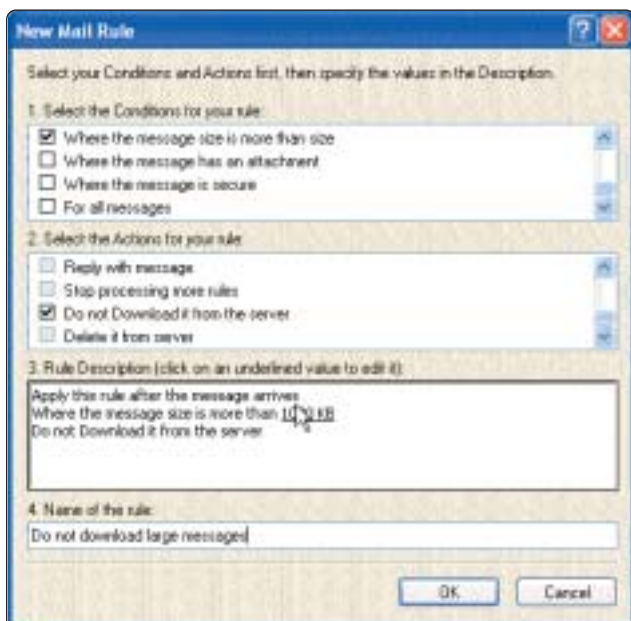 New Mail Rule
Select your Conditions and Actions first, then specify the values in the Description.
1. Select the Conditions for your rule:
Where the message size is more than size
Where the message has an attachment
Where the message is secure
For all messages
2. Select the Actions for your rule:
Reply with message
Stop processing more rules
Do not Download it from the server
Delete it from server
3. Rule Description (click on an underlined value to edit it):
Apply this rule after the message arrives
Where the message size is more than KB
Do not Download it from the server
4. Name of the rule:
Do not download large messages
OK
Cancel